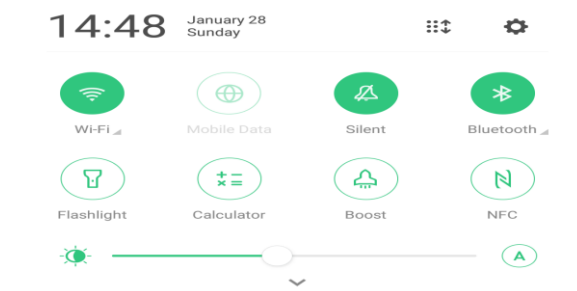 14:48 January 28
Sunday
Wi-Fi Mobile Data Silent Bluetooth
Flashlight Calculator Boost NFC
A